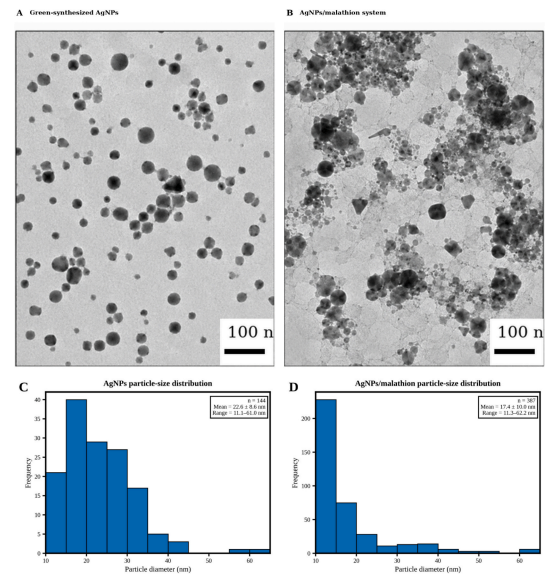 A Green-synthesized AgNPs
B AgNPs/malathion system
100 n
100 n
C AgNPs particle-size distribution
n = 144
Mean = 22.6 ± 8.6 nm
Range = 11.1–61.0 nm
Frequency
40
35
30
25
20
15
10
5
0
10 20 30 40 50 60
Particle diameter (nm)
D AgNPs/malathion particle-size distribution
n = 387
Mean = 17.4 ± 10.0 nm
Range = 11.3–62.2 nm
Frequency
200
150
100
50
0
10 20 30 40 50 60
Particle diameter (nm)